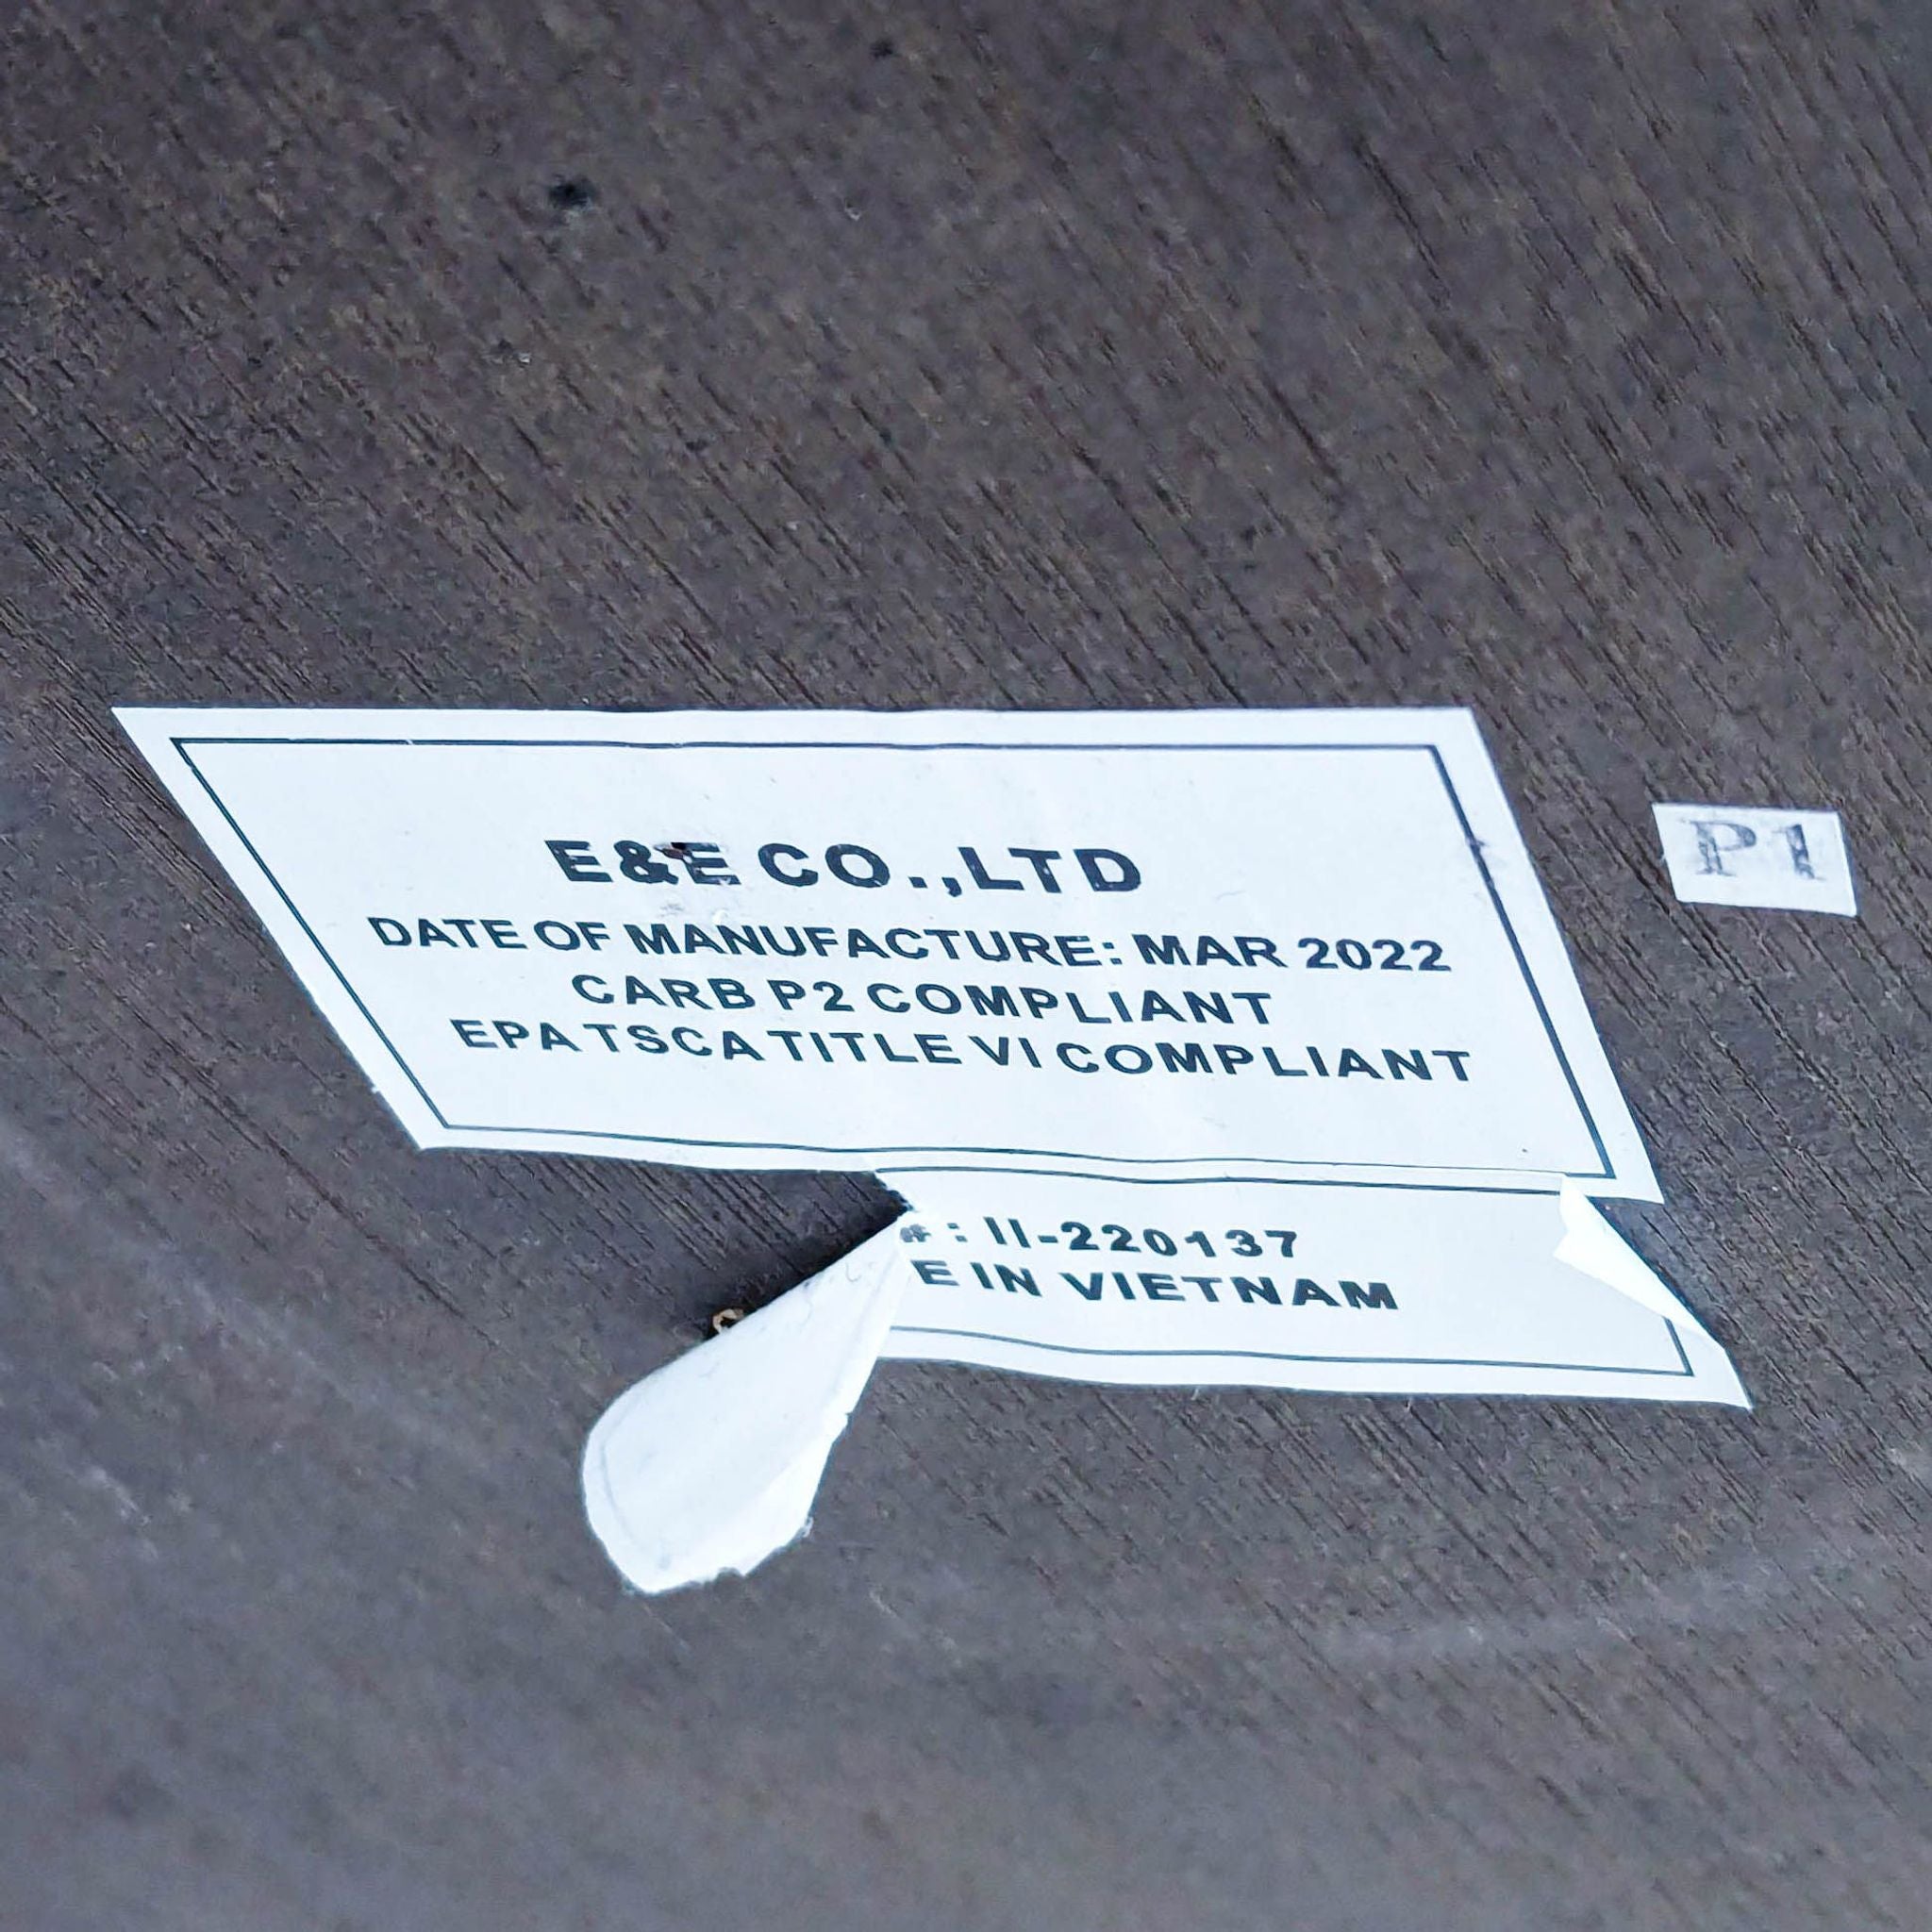 E&E CO.,LTD
DATE OF MANUFACTURE: MAR 2022
CARB P2 COMPLIANT
EPA TSCA TITLE VI COMPLIANT
#: II-220137
E IN VIETNAM
P1